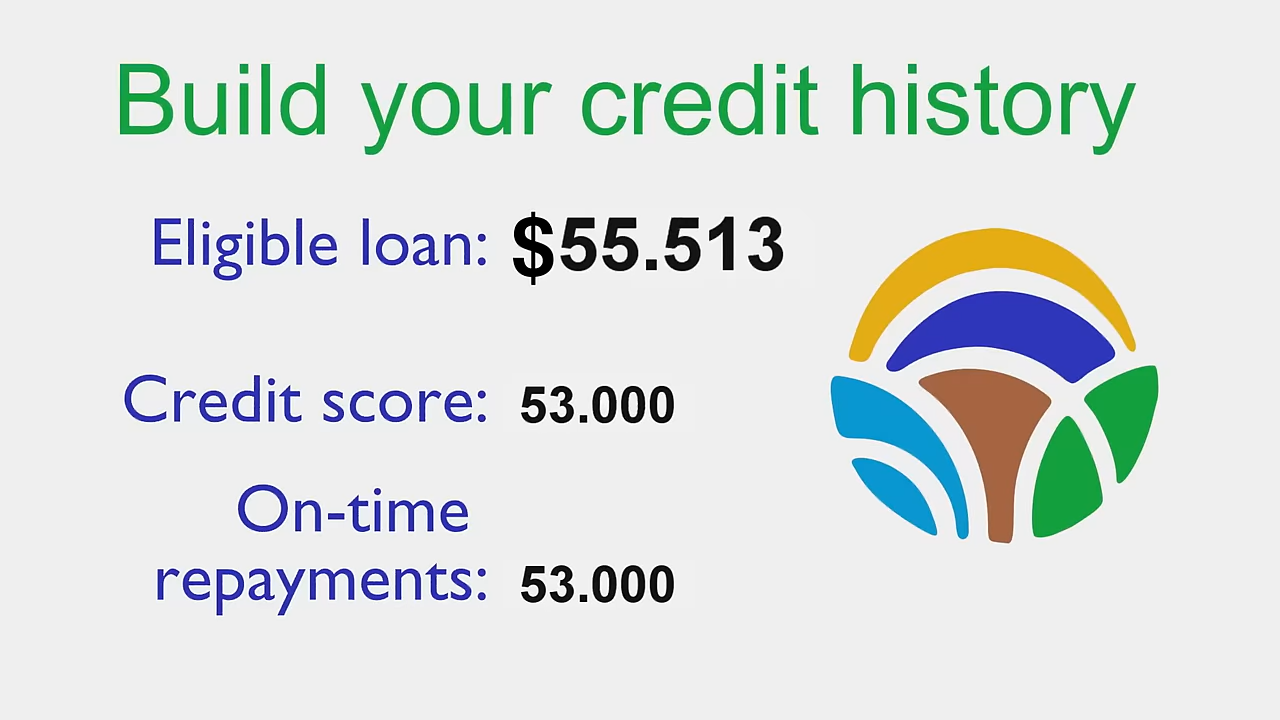 Build your credit history
Eligible loan: $55.513
Credit score: 53.000
On-time
repayments: 53.000